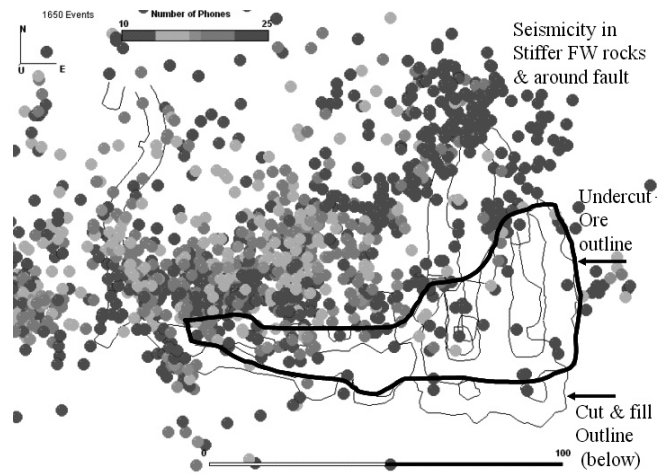 1650 Events
Number of Phones
10
25
N
U
E
Seismicity in
Stiffer FW rocks
& around fault
Undercut -
Ore
outline
Cut & fill
Outline
(below)
0
100